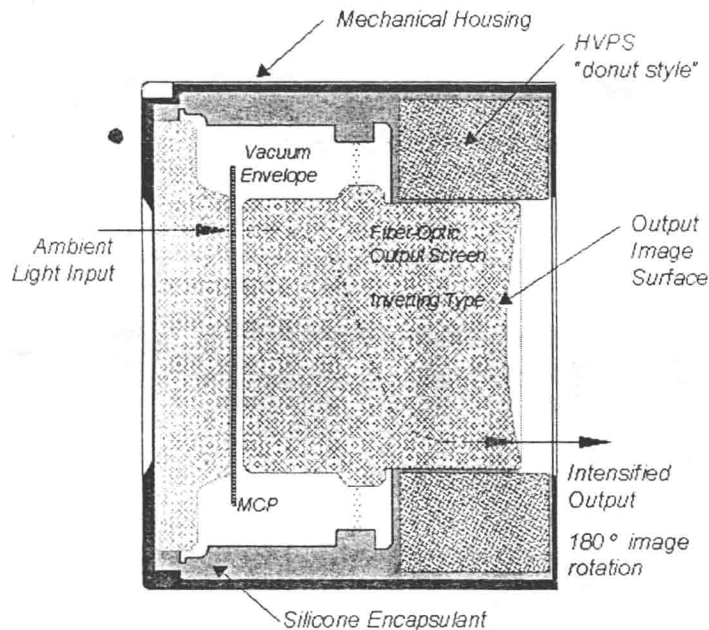 Mechanical Housing
HVPS
"donut style"
Vacuum
Envelope
Ambient
Light Input
Fiber-Optic
Output Screen
Inverting Type
Output
Image
Surface
MCP
Intensified
Output
180° image
rotation
Silicone Encapsulant